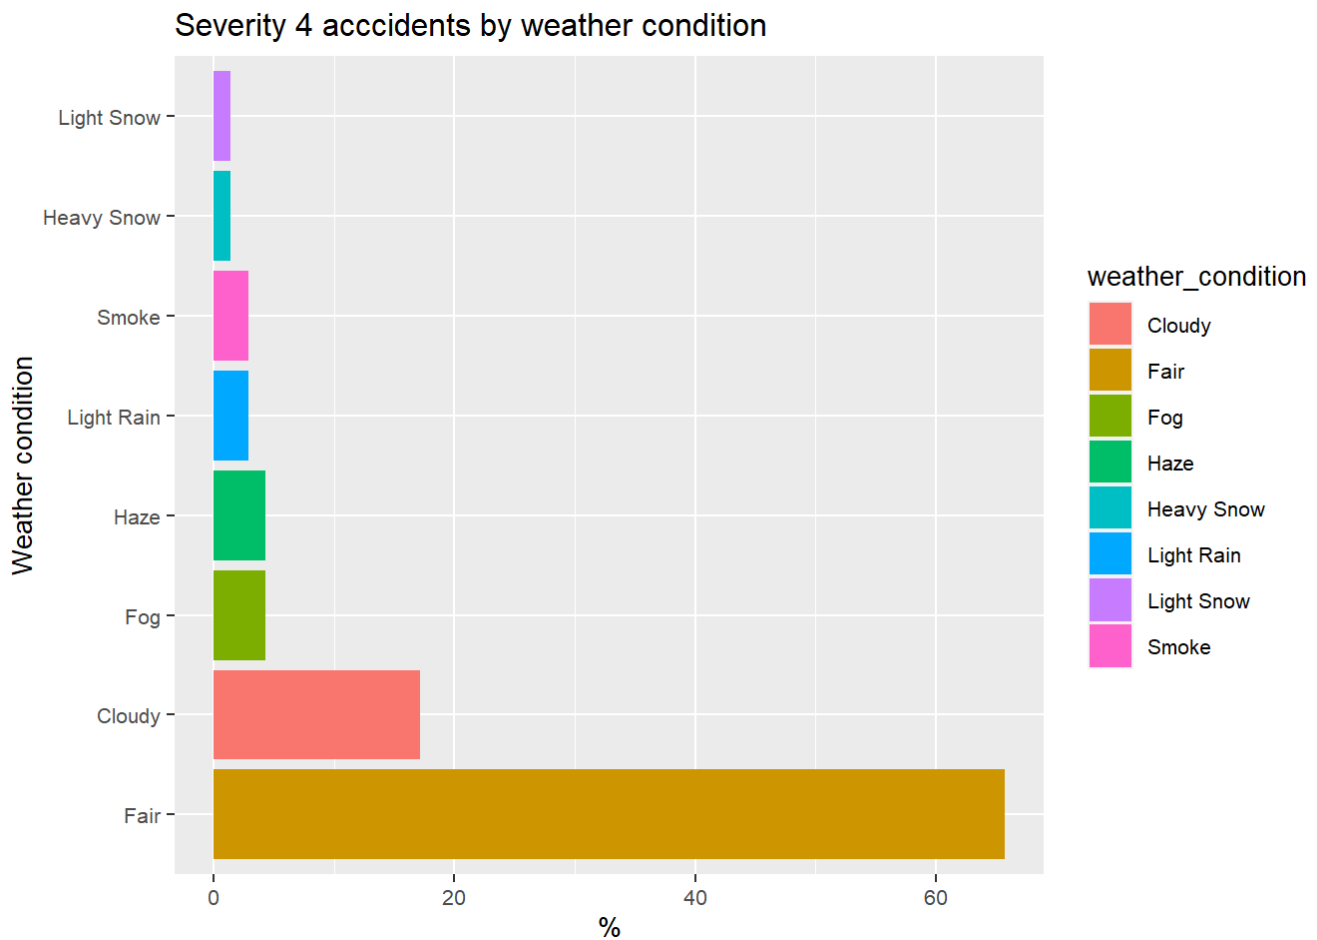 Severity 4 acccidents by weather condition
Weather condition
Light Snow
Heavy Snow
Smoke
Light Rain
Haze
Fog
Cloudy
Fair
0 20 40 60
%
weather_condition
Cloudy
Fair
Fog
Haze
Heavy Snow
Light Rain
Light Snow
Smoke